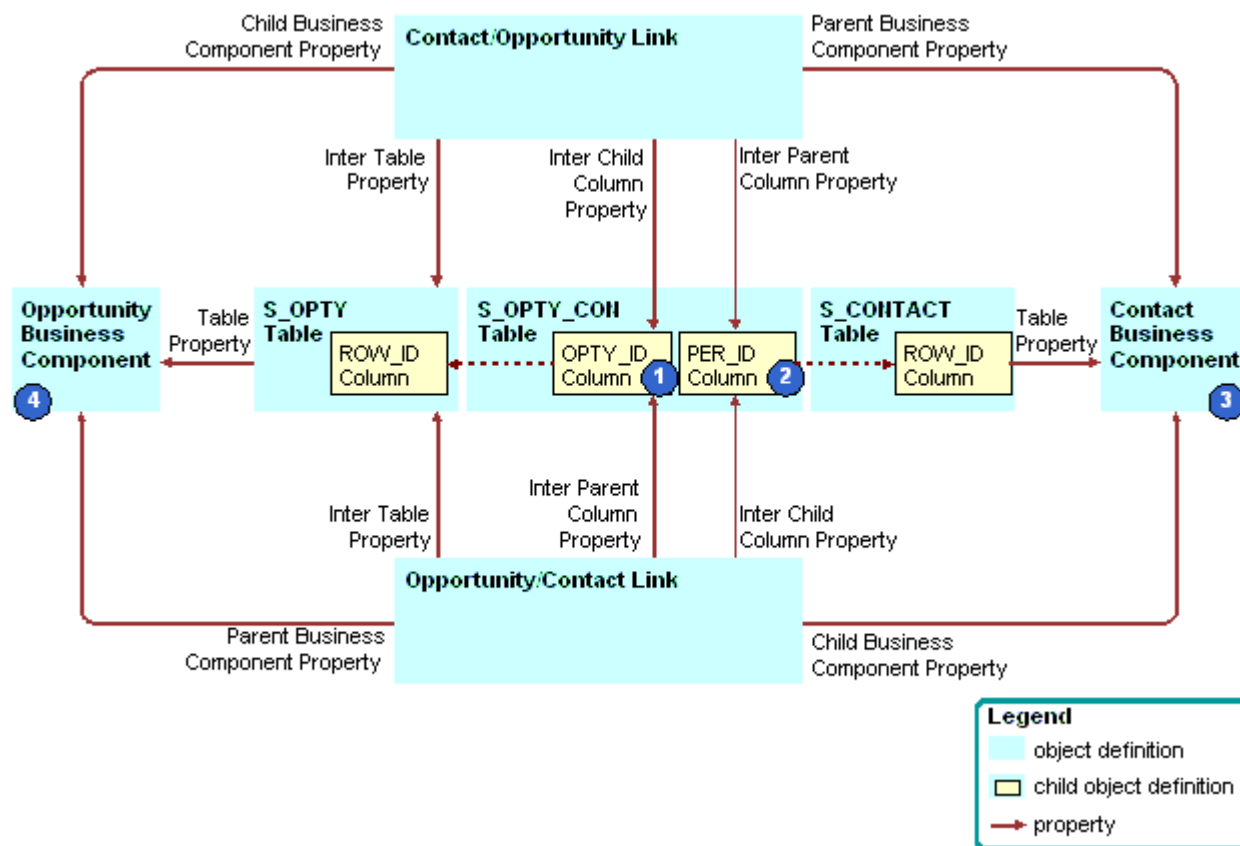 Child Business
Component Property
Contact/Opportunity Link
Parent Business
Component Property
Inter Table
Property
Inter Child
Column
Property
Inter Parent
Column Property
Opportunity
Business
Component
4
Table
Property
S_OPTY
Table
ROW_ID
Column
S_OPTY_CON
Table
OPTY_ID
Column
1
PER_ID
Column
2
S_CONTACT
Table
ROW_ID
Column
Table
Property
Contact
Business
Component
3
Inter Table
Property
Inter Parent
Column
Property
Inter Child
Column Property
Opportunity/Contact Link
Parent Business
Component Property
Child Business
Component Property
Legend
object definition
child object definition
property